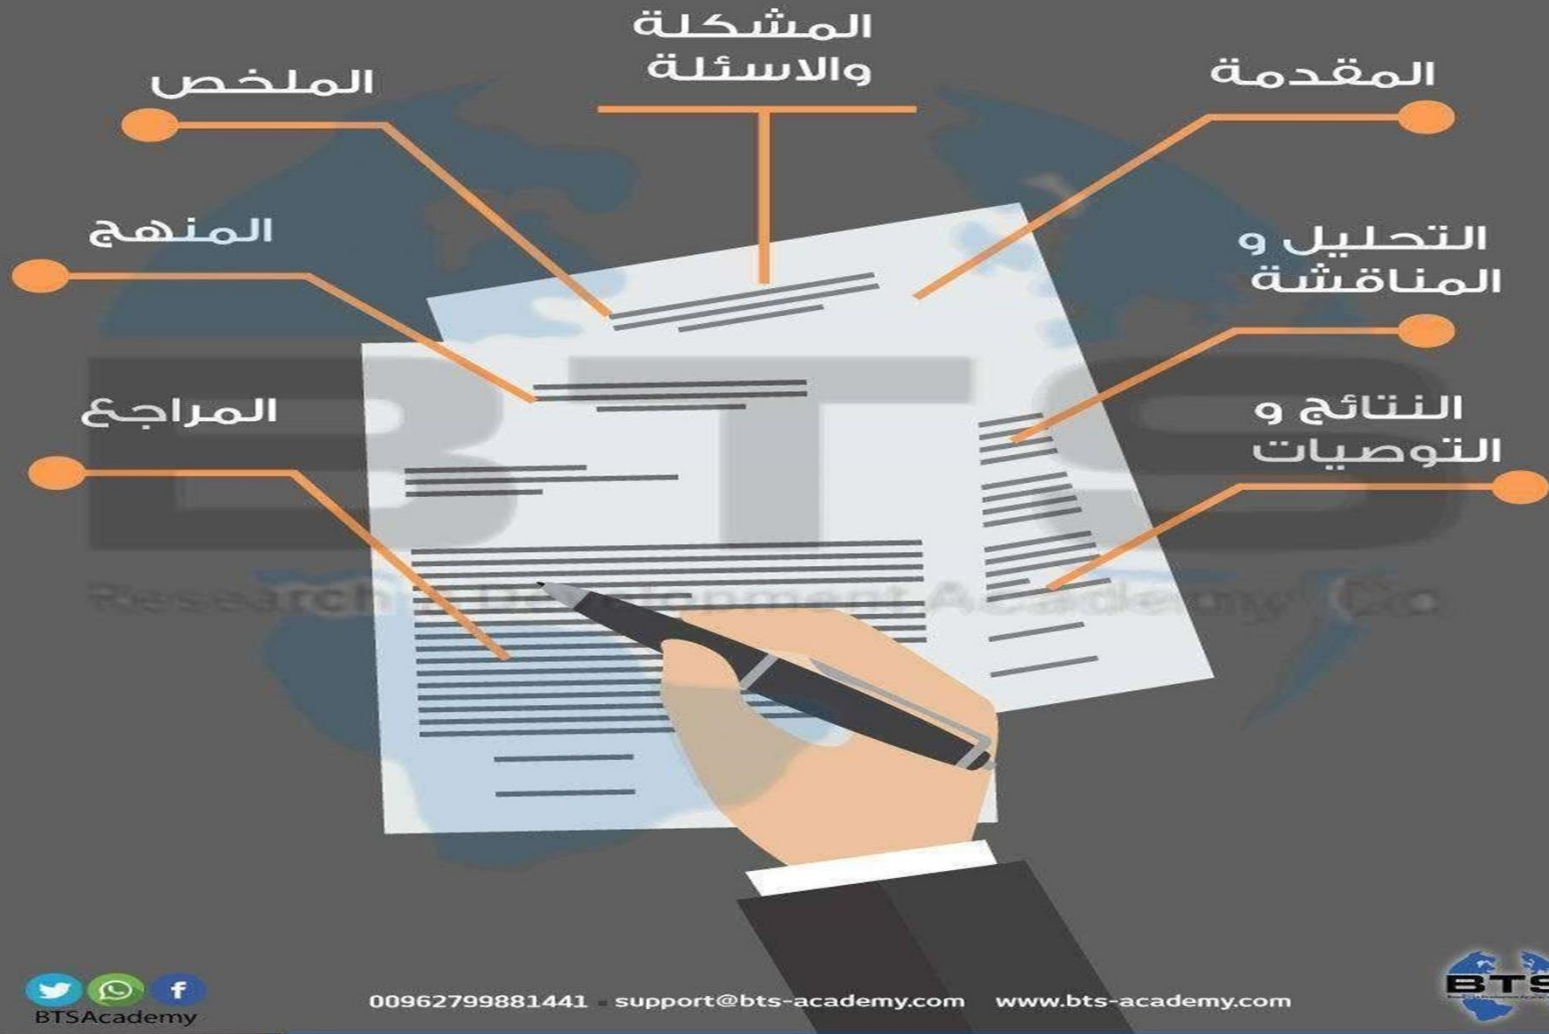 المشكلة
والاسئلة
المقدمة
الملخص
التحليل و
المناقشة
المنهج
النتائج و
التوصيات
المراجع
BTS
Research & Development Academy Co.
BTSAcademy
00962799881441 support@bts-academy.com www.bts-academy.com
BTS